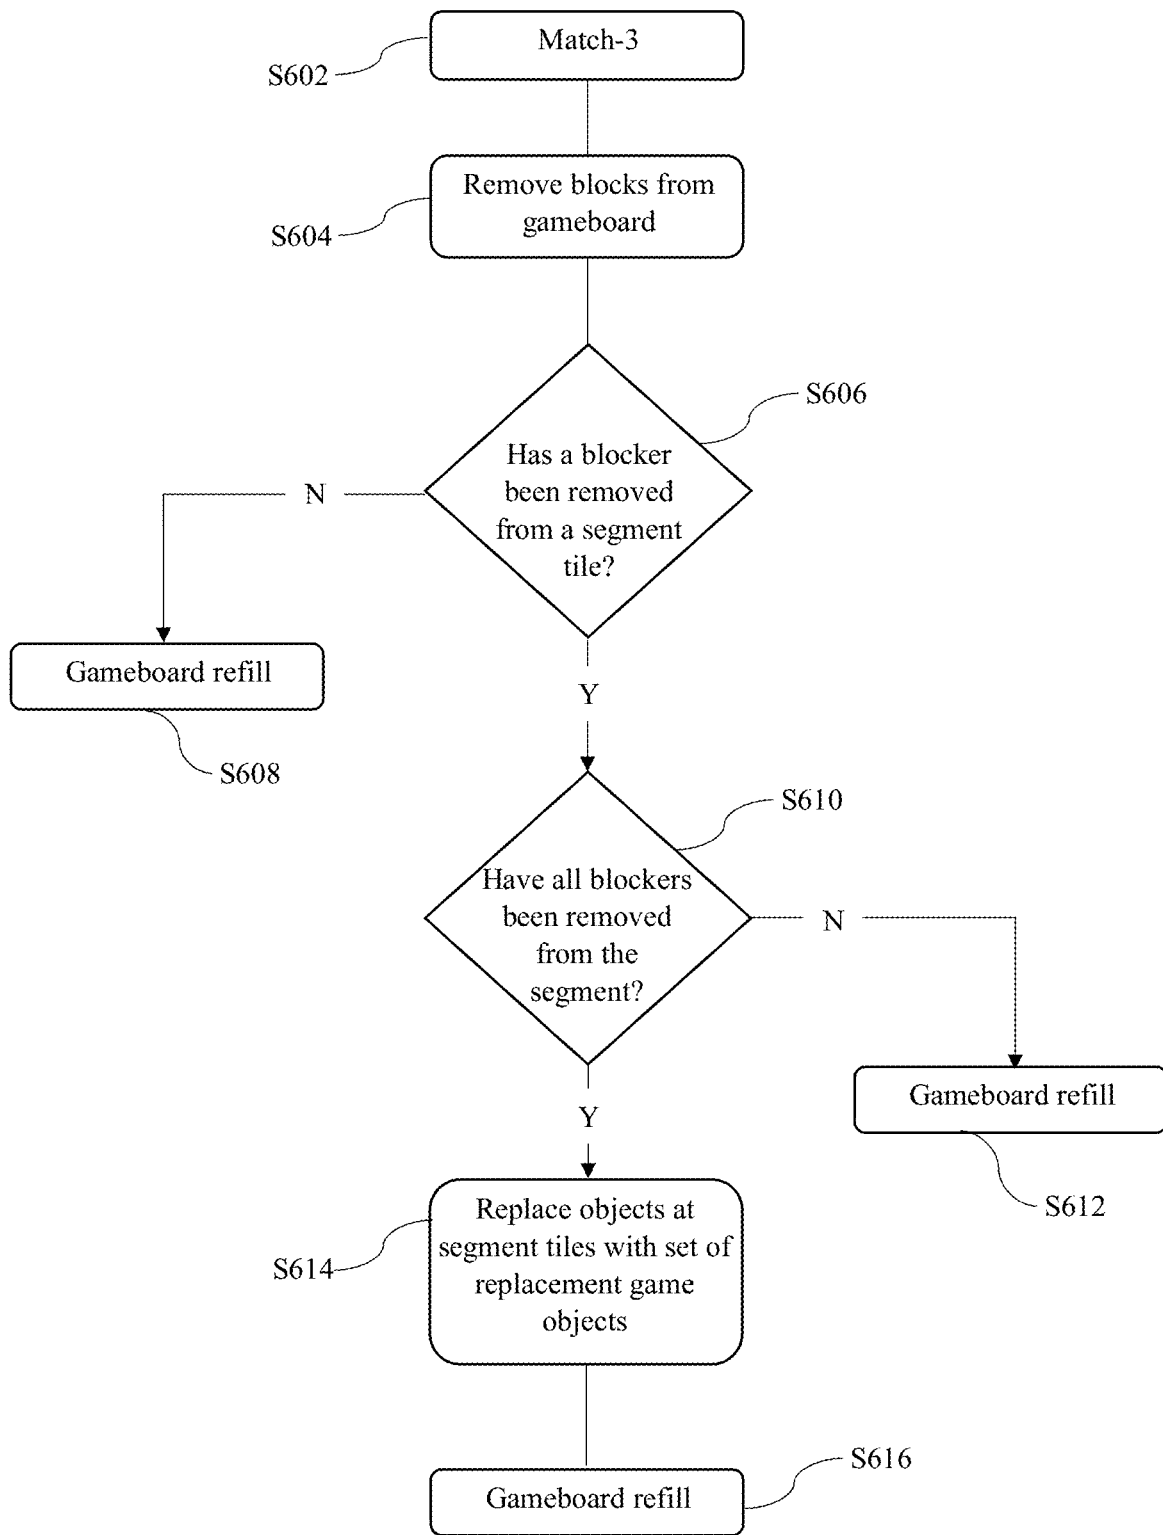 Match-3
S602
Remove blocks from
gameboard
S604
S606
Has a blocker
been removed
from a segment
tile?
N
Gameboard refill
Y
S608
S610
Have all blockers
been removed
from the
segment?
N
Gameboard refill
Y
S612
Replace objects at
segment tiles with set of
replacement game
objects
S614
S616
Gameboard refill